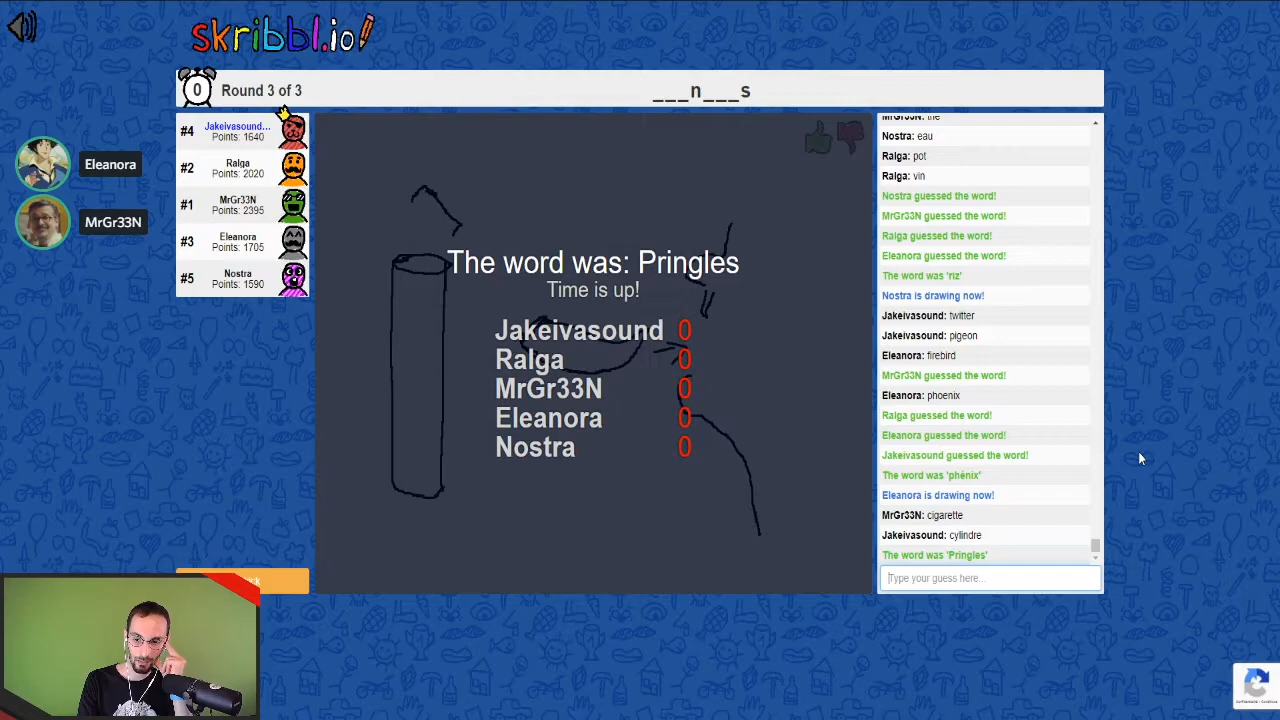 skribbl.io
0
Round 3 of 3
___n___s
#4
Jakeivasound...
Points: 1640
#2
Ralga
Points: 2020
#1
MrGr33N
Points: 2395
#3
Eleanora
Points: 1705
#5
Nostra
Points: 1590
Eleanora
MrGr33N
The word was: Pringles
Time is up!
Jakeivasound 0
Ralga 0
MrGr33N 0
Eleanora 0
Nostra 0
MrGr33N: the
Nostra: eau
Ralga: pot
Ralga: vin
Nostra guessed the word!
MrGr33N guessed the word!
Ralga guessed the word!
Eleanora guessed the word!
The word was 'riz'
Nostra is drawing now!
Jakeivasound: twitter
Jakeivasound: pigeon
Eleanora: firebird
MrGr33N guessed the word!
Eleanora: phoenix
Ralga guessed the word!
Eleanora guessed the word!
Jakeivasound guessed the word!
The word was 'phénix'
Eleanora is drawing now!
MrGr33N: cigarette
Jakeivasound: cylindre
The word was 'Pringles'
Type your guess here...